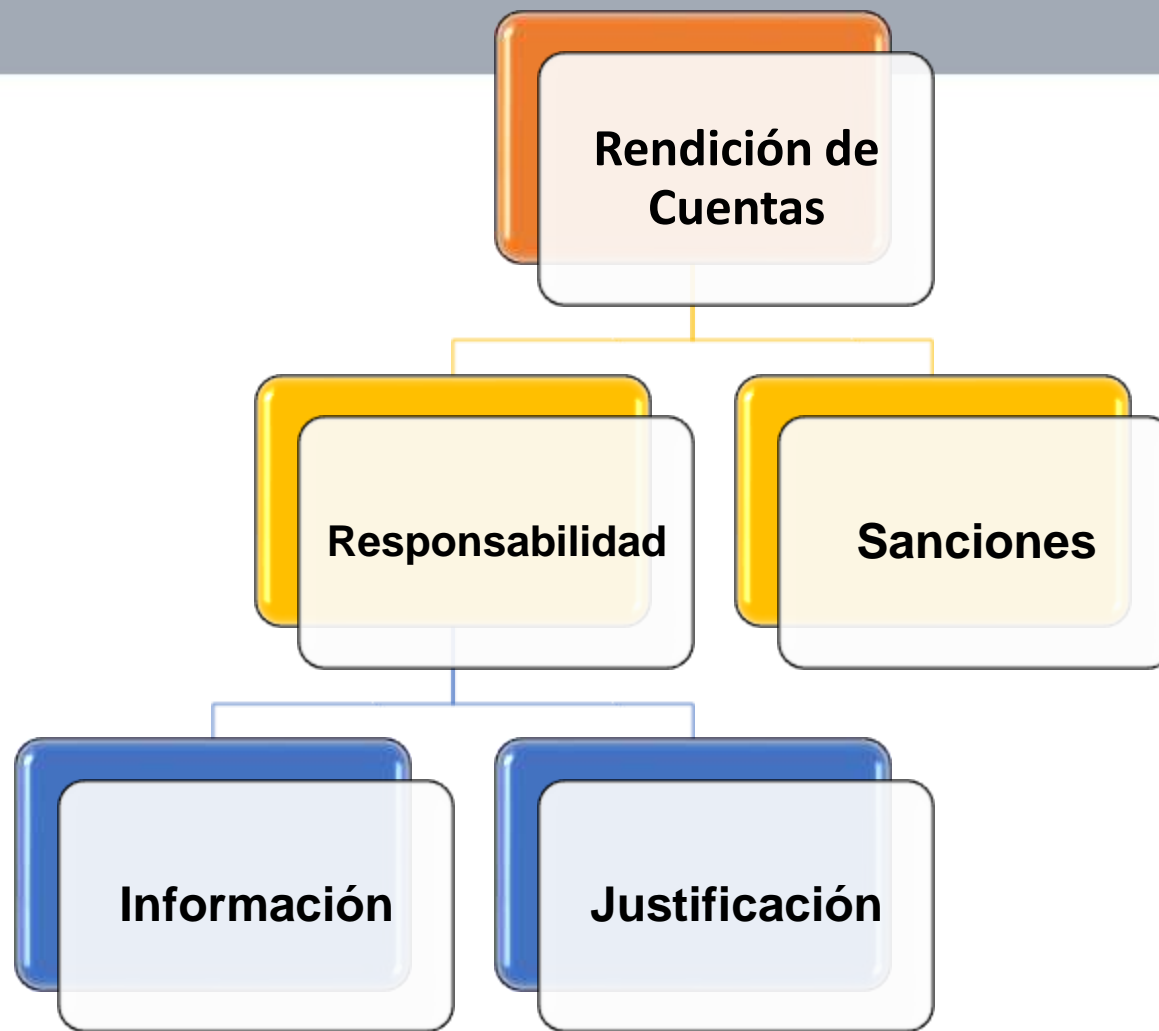 Rendición de
Cuentas
Responsabilidad
Sanciones
Información
Justificación